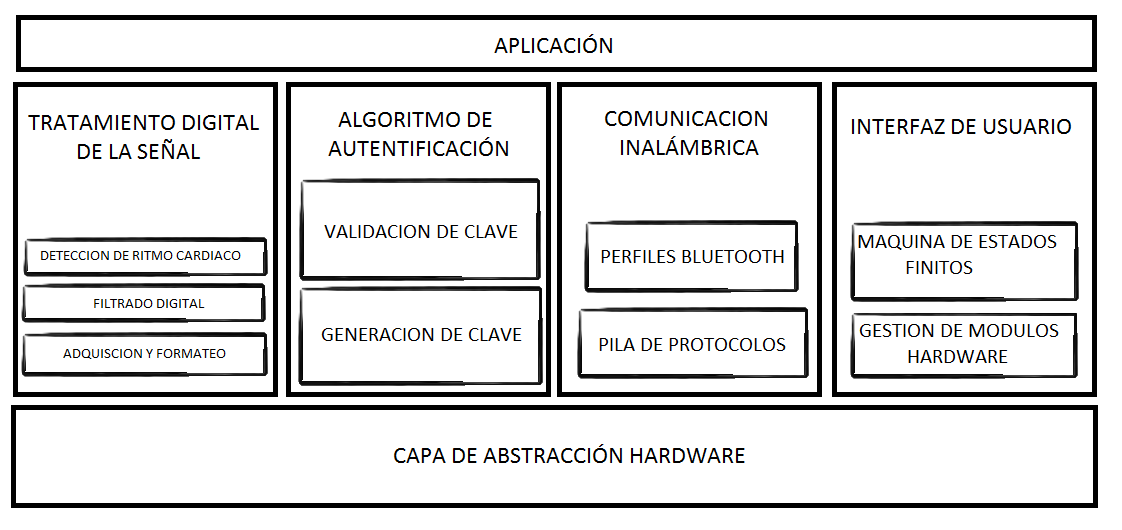 APLICACIÓN
TRATAMIENTO DIGITAL
DE LA SEÑAL
DETECCION DE RITMO CARDIACO
FILTRADO DIGITAL
ADQUISCION Y FORMATEO
ALGORITMO DE
AUTENTIFICACIÓN
VALIDACION DE CLAVE
GENERACION DE CLAVE
COMUNICACION
INALÁMBRICA
PERFILES BLUETOOTH
PILA DE PROTOCOLOS
INTERFAZ DE USUARIO
MAQUINA DE ESTADOS
FINITOS
GESTION DE MODULOS
HARDWARE
CAPA DE ABSTRACCIÓN HARDWARE